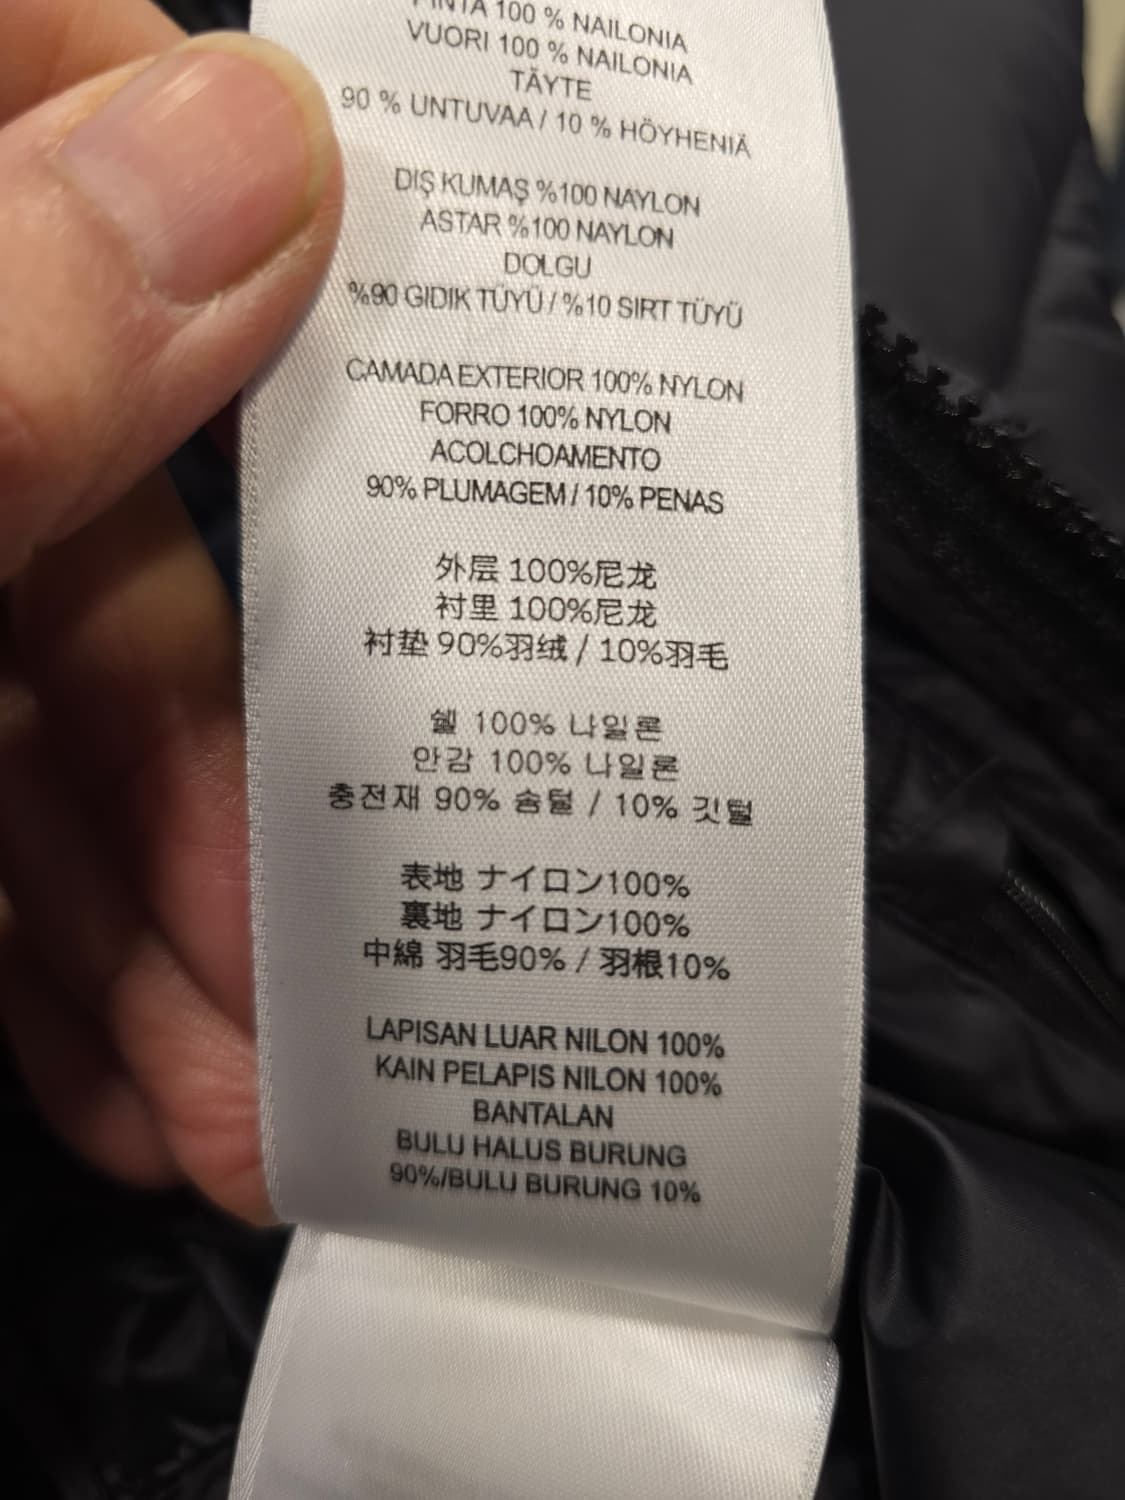 PINTA 100 % NAILONIA
VUORI 100 % NAILONIA
TÄYTE
90 % UNTUVAA / 10 % HÖYHENIÄ
DIŞ KUMAŞ %100 NAYLON
ASTAR %100 NAYLON
DOLGU
%90 GIDIK TÜYÜ / %10 SIRT TÜYÜ
CAMADA EXTERIOR 100% NYLON
FORRO 100% NYLON
ACOLCHOAMENTO
90% PLUMAGEM / 10% PENAS
外层 100%尼龙
衬里 100%尼龙
衬垫 90%羽绒 / 10%羽毛
쉘 100% 나일론
안감 100% 나일론
충전재 90% 솜털 / 10% 깃털
表地 ナイロン100%
裏地 ナイロン100%
中綿 羽毛90% / 羽根10%
LAPISAN LUAR NILON 100%
KAIN PELAPIS NILON 100%
BANTALAN
BULU HALUS BURUNG
90%/BULU BURUNG 10%